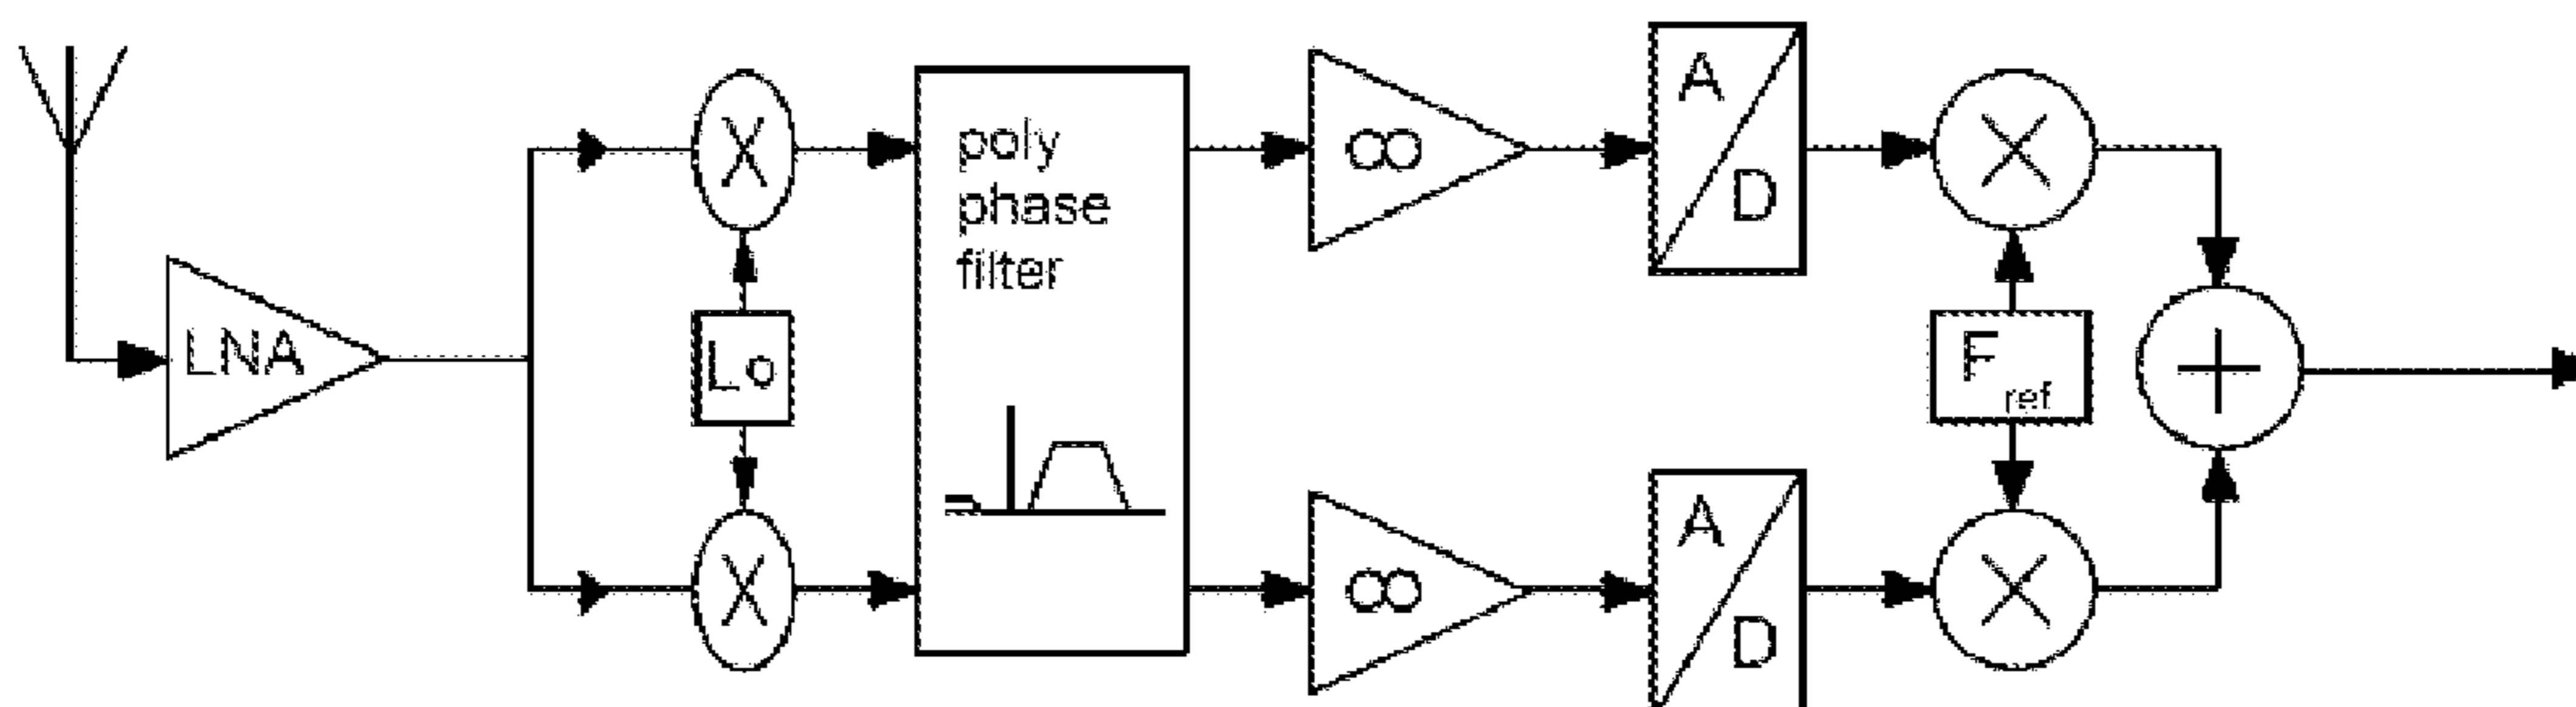 LNA
X
Lo
X
poly
phase
filter
∞
∞
A
D
A
D
F
ref
+